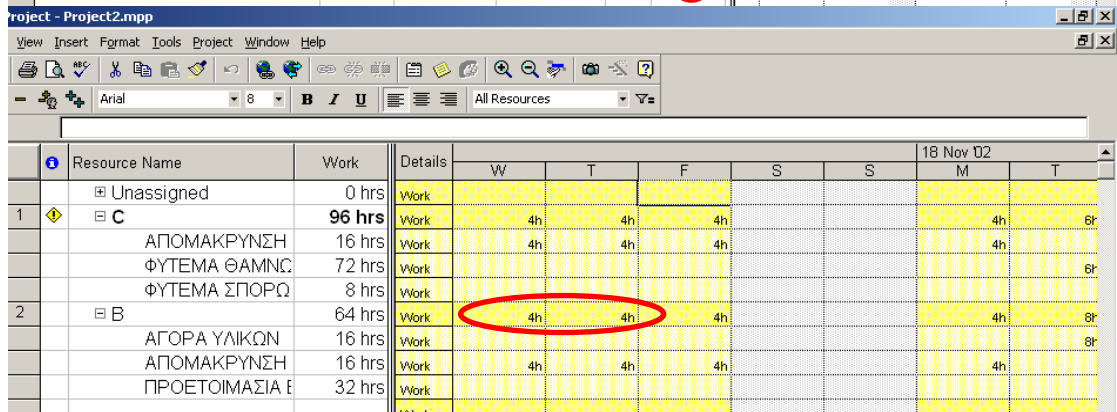 Project - Project2.mpp
View Insert Format Tools Project Window Help
Arial 8 B I U All Resources
Resource Name Work Details 18 Nov '02
W T F S S M T
Unassigned 0 hrs Work
1 C 96 hrs Work 4h 4h 4h 4h 6h
ΑΠΟΜΑΚΡΥΝΣΗ 16 hrs Work 4h 4h 4h 4h
ΦΥΤΕΜΑ ΘΑΜΝΩ 72 hrs Work 6h
ΦΥΤΕΜΑ ΣΠΟΡΩ 8 hrs Work
2 B 64 hrs Work 4h 4h 4h 4h 8h
ΑΓΟΡΑ ΥΛΙΚΩΝ 16 hrs Work 8h
ΑΠΟΜΑΚΡΥΝΣΗ 16 hrs Work 4h 4h 4h 4h
ΠΡΟΕΤΟΙΜΑΣΙΑ Ε 32 hrs Work